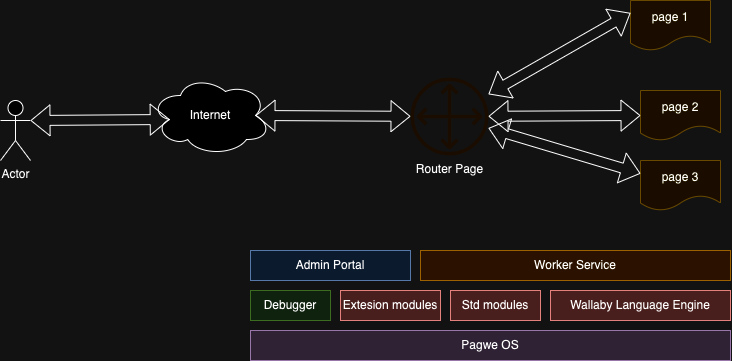 page 1
Internet
page 2
Actor
Router Page
page 3
Admin Portal
Worker Service
Debugger
Extesion modules
Std modules
Wallaby Language Engine
Pagwe OS